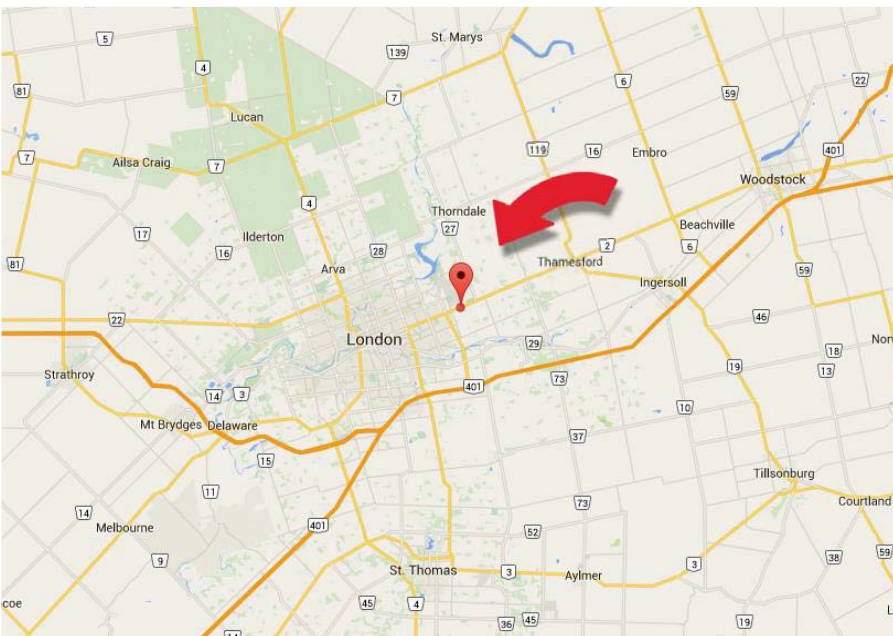 5
St. Marys
139
4
6
22
81
59
7
Lucan
401
119
16
Embro
7
Ailsa Craig
7
Woodstock
4
Thorndale
27
Beachville
17
Ilderton
28
2
6
16
Thamesford
81
Arva
59
Ingersoll
22
46
London
29
18
Strathroy
19
13
401
73
14
3
10
Mt Brydges
Delaware
37
15
Tillsonburg
11
73
Courtland
14
Melbourne
401
52
9
38
59
St. Thomas
3
Aylmer
3
coe
45
4
36
45
19